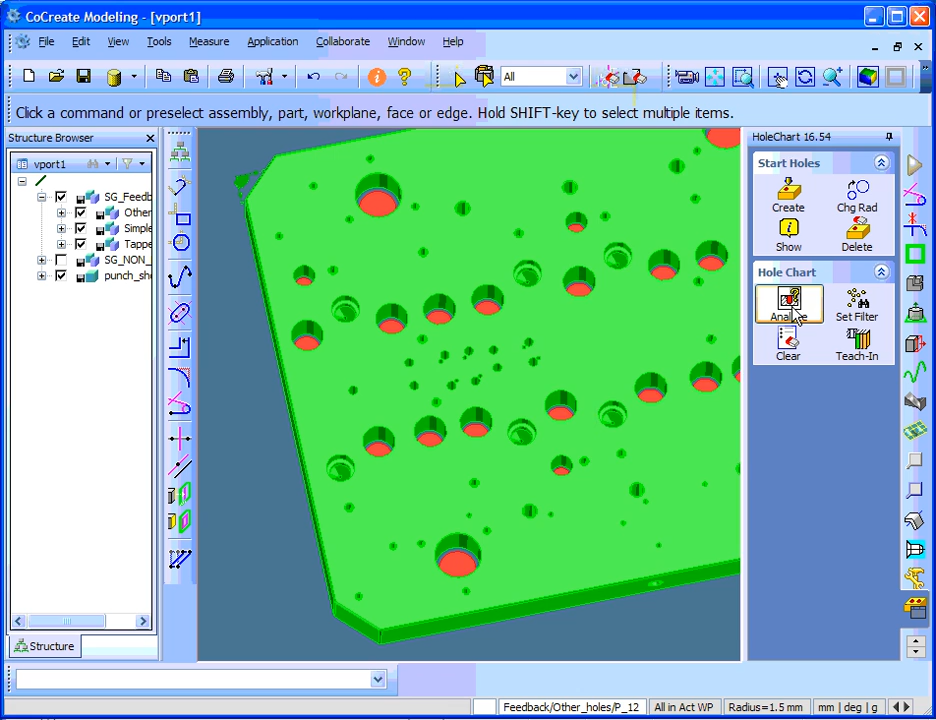 CoCreate Modeling - [vport1]
File Edit View Tools Measure Application Collaborate Window Help
All
Click a command or preselect assembly, part, workplane, face or edge. Hold SHIFT-key to select multiple items.
Structure Browser
vport1
SG_Feedb
Other
Simple
Tappe
SG_NON_
punch_sh
Structure
HoleChart 16.54
Start Holes
Create Chg Rad
Show Delete
Hole Chart
Set Filter
Clear Teach-In
Feedback/Other_holes/P_12 All in Act WP Radius=1.5 mm mm | deg | g